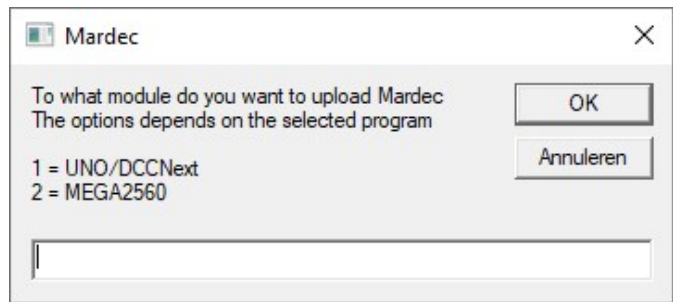 Mardec
To what module do you want to upload Mardec
The options depends on the selected program
1 = UNO/DCCNext
2 = MEGA2560
OK
Annuleren